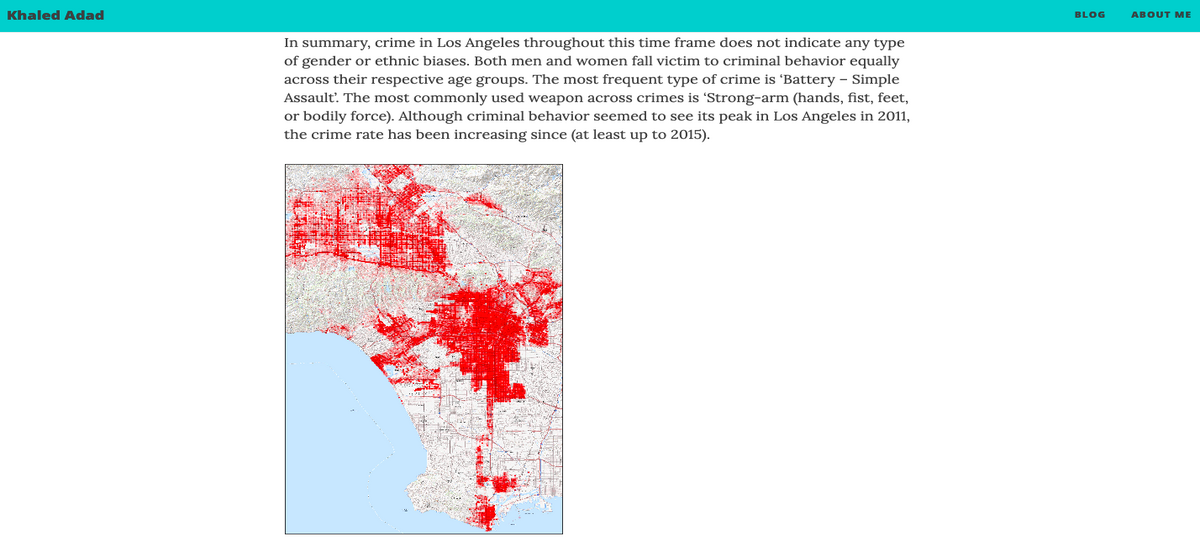 Khaled Adad
BLOG ABOUT ME
In summary, crime in Los Angeles throughout this time frame does not indicate any type
of gender or ethnic biases. Both men and women fall victim to criminal behavior equally
across their respective age groups. The most frequent type of crime is ‘Battery – Simple
Assault’. The most commonly used weapon across crimes is ‘Strong-arm (hands, fist, feet,
or bodily force). Although criminal behavior seemed to see its peak in Los Angeles in 2011,
the crime rate has been increasing since (at least up to 2015).